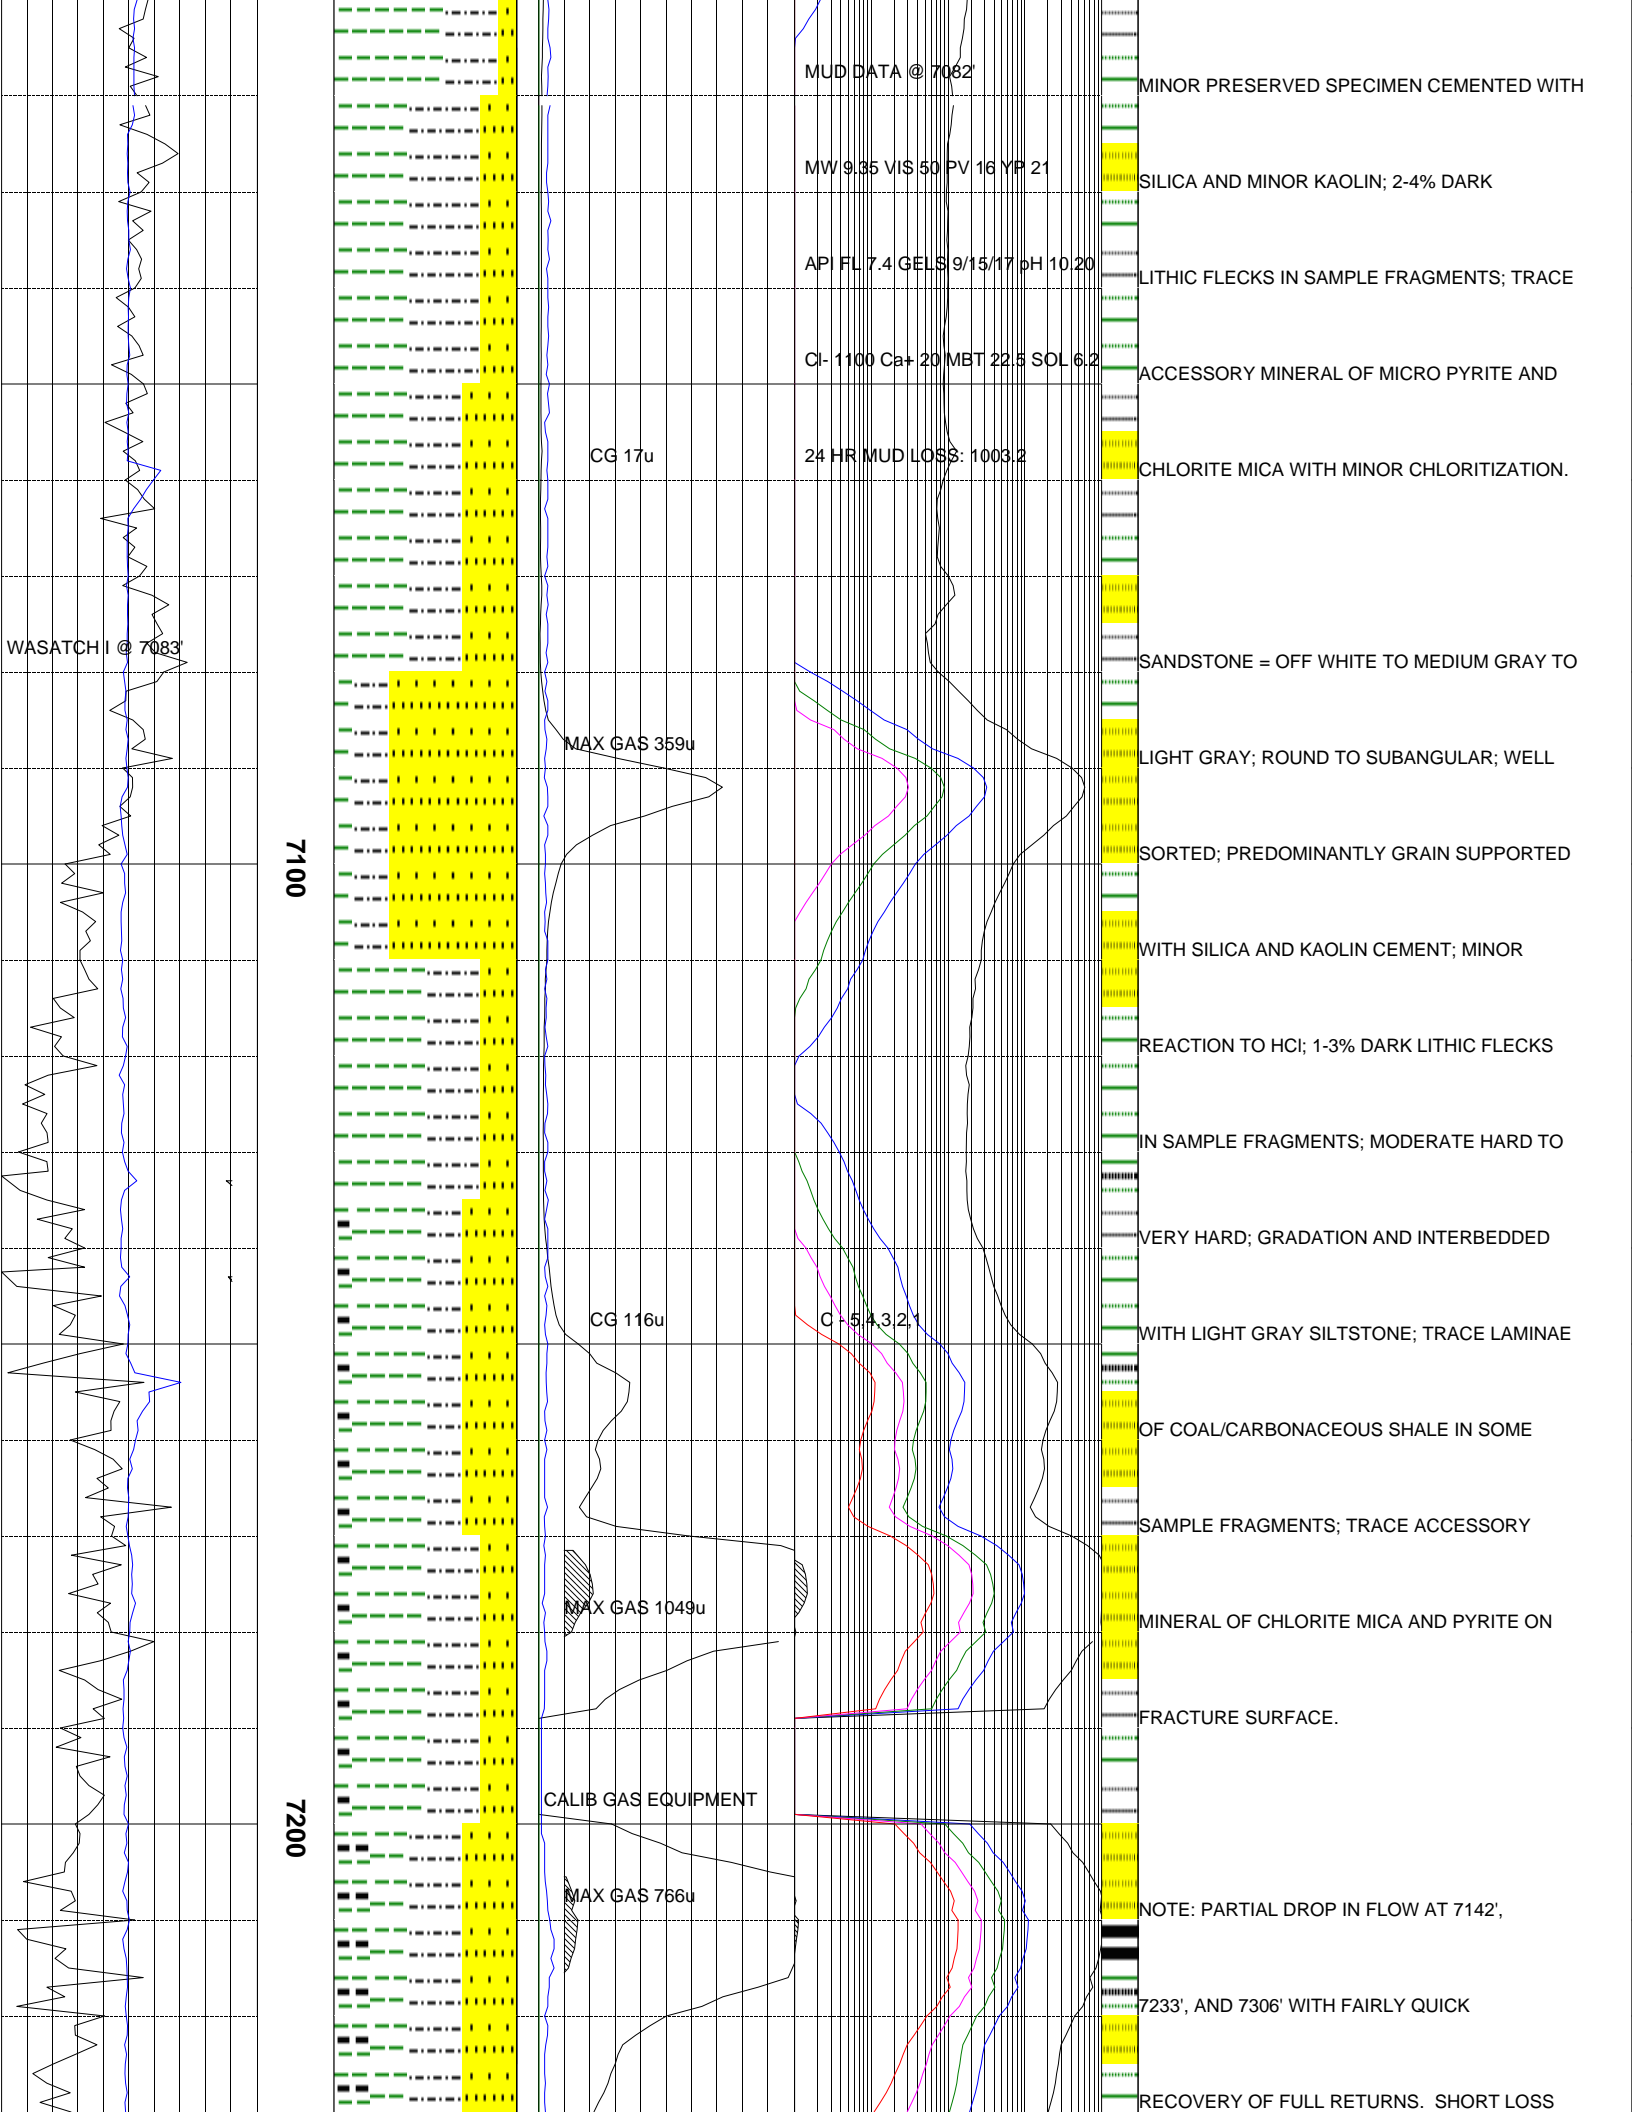 MUD DATA @ 7082'
MINOR PRESERVED SPECIMEN CEMENTED WITH
MW 9.35 VIS 50 PV 16 YP 21
SILICA AND MINOR KAOLIN; 2-4% DARK
API FL 7.4 GELS 9/15/17 pH 10.20
LITHIC FLECKS IN SAMPLE FRAGMENTS; TRACE
Cl- 1100 Ca+ 20 MBT 22.5 SOL 6.2
ACCESSORY MINERAL OF MICRO PYRITE AND
CG 17u
24 HR MUD LOSS: 1003.2
CHLORITE MICA WITH MINOR CHLORITIZATION.
WASATCH I @ 7083'
SANDSTONE = OFF WHITE TO MEDIUM GRAY TO
MAX GAS 359u
LIGHT GRAY; ROUND TO SUBANGULAR; WELL
7100
SORTED; PREDOMINANTLY GRAIN SUPPORTED
WITH SILICA AND KAOLIN CEMENT; MINOR
REACTION TO HCl; 1-3% DARK LITHIC FLECKS
IN SAMPLE FRAGMENTS; MODERATE HARD TO
VERY HARD; GRADATION AND INTERBEDDED
CG 116u
C - 5,4,3,2,1
WITH LIGHT GRAY SILTSTONE; TRACE LAMINAE
OF COAL/CARBONACEOUS SHALE IN SOME
SAMPLE FRAGMENTS; TRACE ACCESSORY
MAX GAS 1049u
MINERAL OF CHLORITE MICA AND PYRITE ON
FRACTURE SURFACE.
CALIB GAS EQUIPMENT
7200
MAX GAS 766u
NOTE: PARTIAL DROP IN FLOW AT 7142',
7233', AND 7306' WITH FAIRLY QUICK
RECOVERY OF FULL RETURNS.  SHORT LOSS